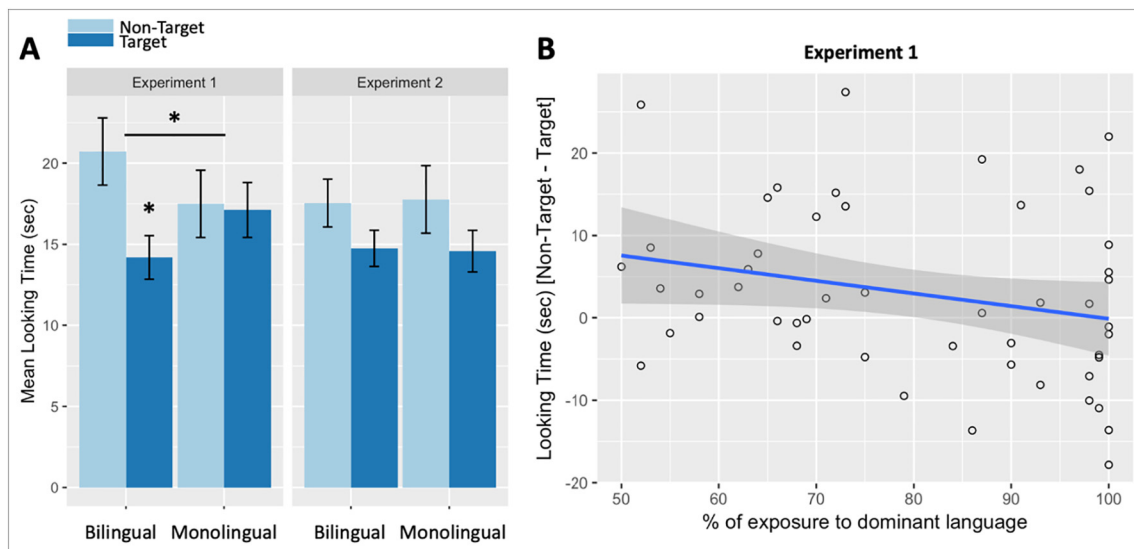 A
Non-Target
Target
Experiment 1
Experiment 2
*
*
Mean Looking Time (sec)
20
15
10
5
0
Bilingual
Monolingual
Bilingual
Monolingual
B
Experiment 1
Looking Time (sec) [Non-Target - Target]
20
10
0
-10
-20
50
60
70
80
90
100
% of exposure to dominant language